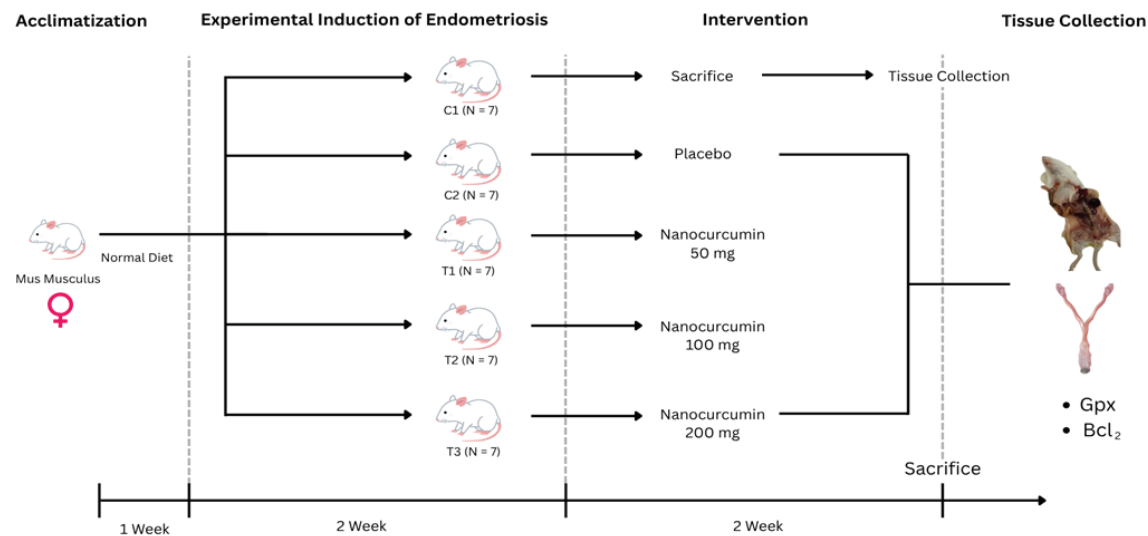 Acclimatization
Experimental Induction of Endometriosis
Intervention
Tissue Collection
C1 (N = 7)
Sacrifice
Tissue Collection
C2 (N = 7)
Placebo
Mus Musculus
Normal Diet
T1 (N = 7)
Nanocurcumin
50 mg
T2 (N = 7)
Nanocurcumin
100 mg
T3 (N = 7)
Nanocurcumin
200 mg
• Gpx
• Bcl₂
Sacrifice
1 Week
2 Week
2 Week